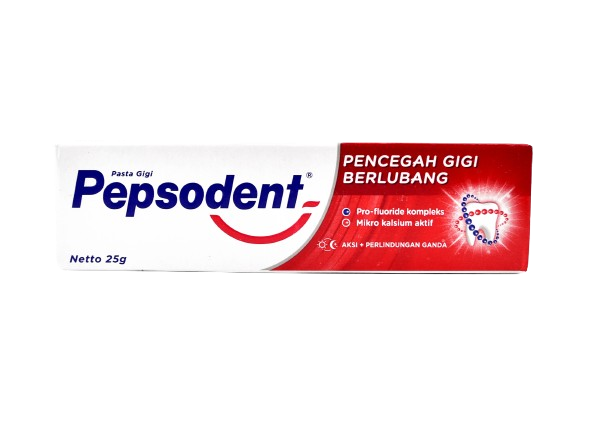 Pasta Gigi
Pepsodent®
Netto 25g
PENCEGAH GIGI
BERLUBANG
Pro-fluoride kompleks
Mikro kalsium aktif
AKSI + PERLINDUNGAN GANDA